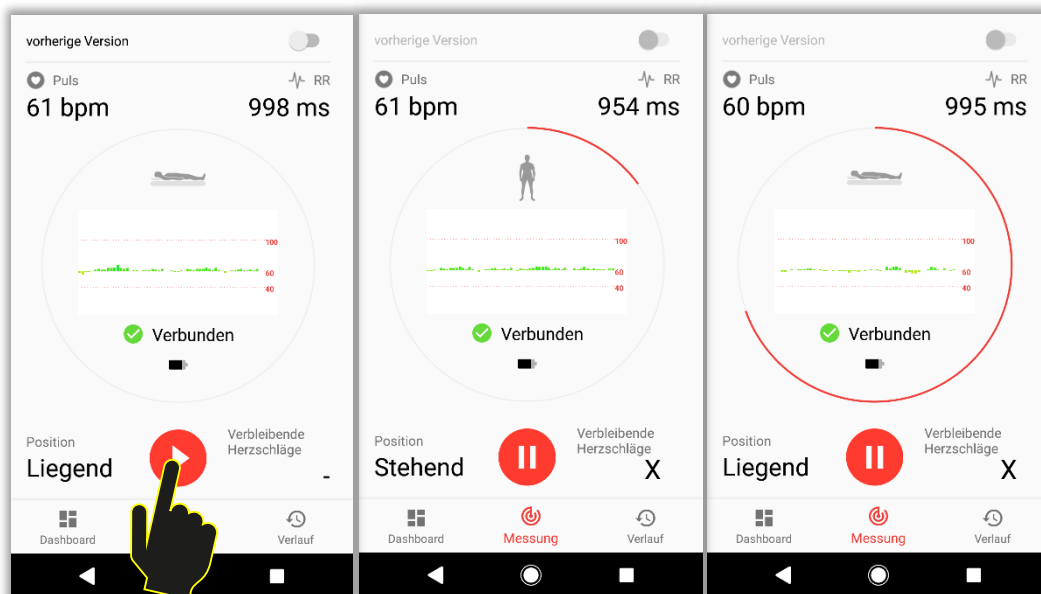 vorherige Version
Puls
RR
61 bpm
998 ms
100
60
40
Verbunden
Position
Verbleibende
Herzschläge
Liegend
-
Dashboard
Verlauf
vorherige Version
Puls
RR
61 bpm
954 ms
100
60
40
Verbunden
Position
Verbleibende
Herzschläge
Stehend
X
Dashboard
Messung
Verlauf
vorherige Version
Puls
RR
60 bpm
995 ms
100
60
40
Verbunden
Position
Verbleibende
Herzschläge
Liegend
X
Dashboard
Messung
Verlauf